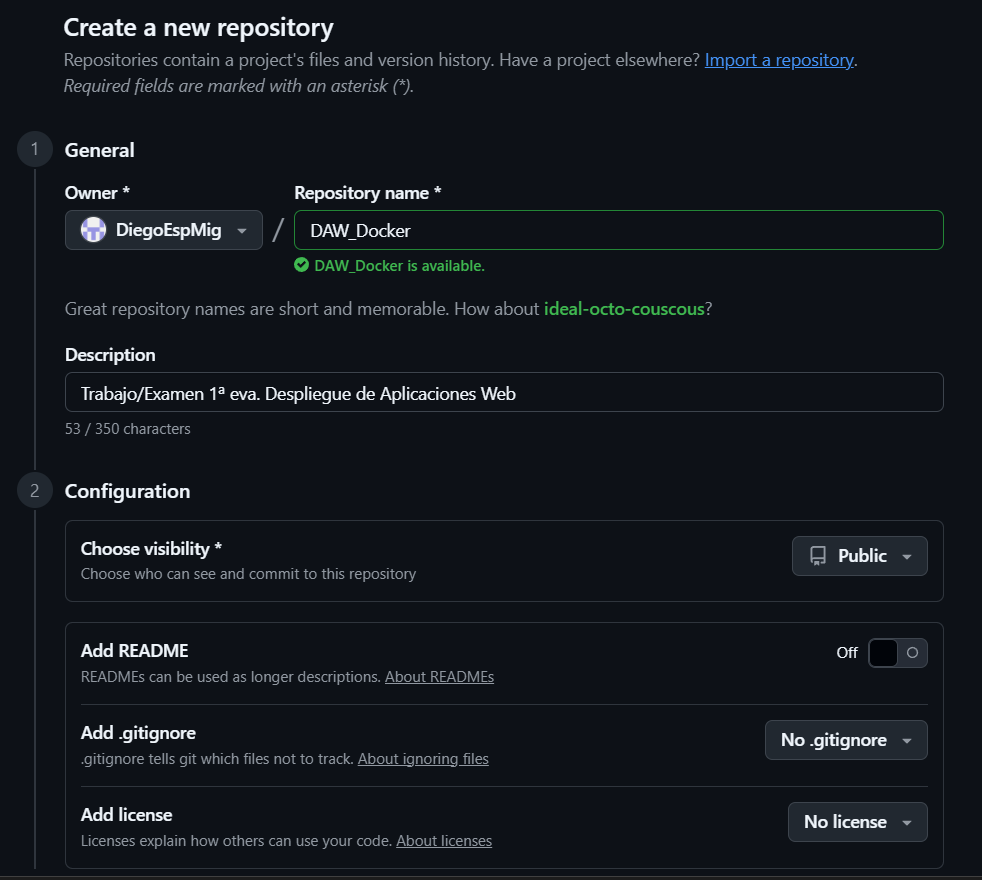 Create a new repository
Repositories contain a project's files and version history. Have a project elsewhere? Import a repository.
Required fields are marked with an asterisk (*).
1 General
Owner * Repository name *
DiegoEspMig / DAW_Docker
DAW_Docker is available.
Great repository names are short and memorable. How about ideal-octo-couscous?
Description
Trabajo/Examen 1ª eva. Despliegue de Aplicaciones Web
53 / 350 characters
2 Configuration
Choose visibility * Public
Choose who can see and commit to this repository
Add README Off
READMEs can be used as longer descriptions. About READMEs
Add .gitignore No .gitignore
.gitignore tells git which files not to track. About ignoring files
Add license No license
Licenses explain how others can use your code. About licenses